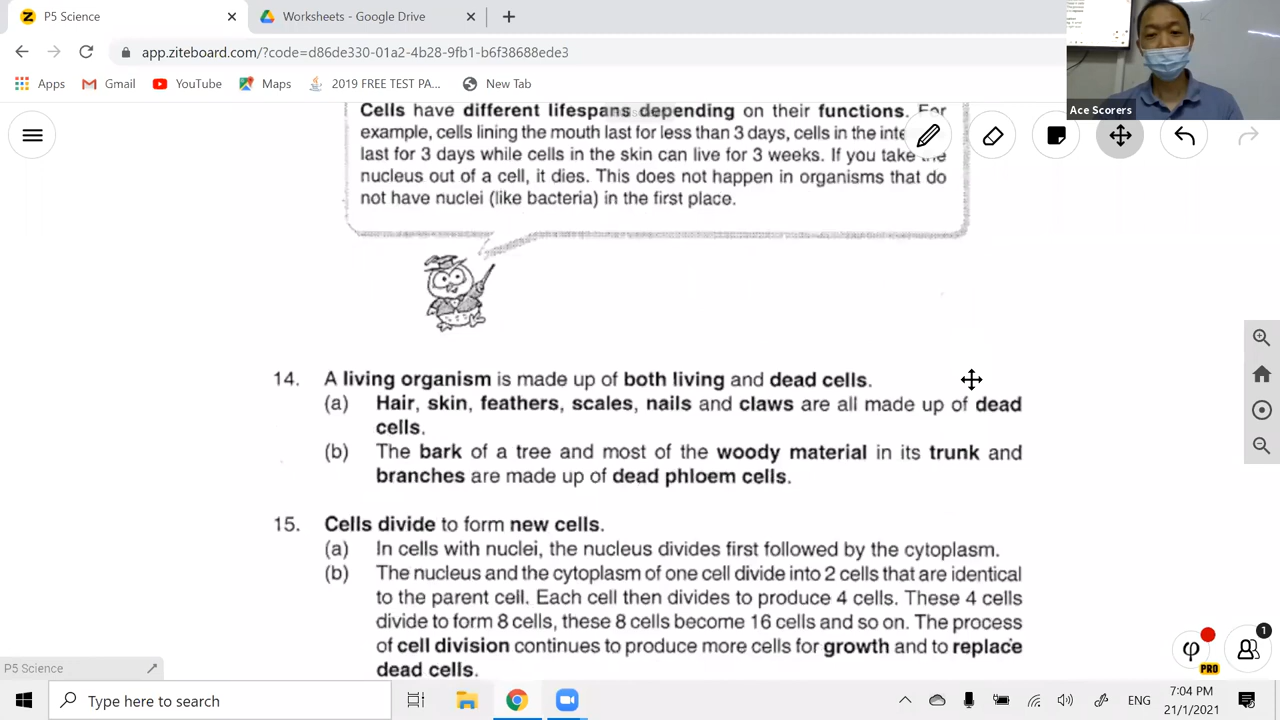 P5 Science
Worksheets - Google Drive
app.ziteboard.com/?code=d86de330-d1a2-4b28-9fb1-b6f38688ede3
Apps
Gmail
YouTube
Maps
2019 FREE TEST PA...
New Tab
Ace Scorers
Cells have different lifespans depending on their functions. For
example, cells lining the mouth last for less than 3 days, cells in the inte
last for 3 days while cells in the skin can live for 3 weeks. If you take the
nucleus out of a cell, it dies. This does not happen in organisms that do
not have nuclei (like bacteria) in the first place.
14. A living organism is made up of both living and dead cells.
(a) Hair, skin, feathers, scales, nails and claws are all made up of dead
cells.
(b) The bark of a tree and most of the woody material in its trunk and
branches are made up of dead phloem cells.
15. Cells divide to form new cells.
(a) In cells with nuclei, the nucleus divides first followed by the cytoplasm.
(b) The nucleus and the cytoplasm of one cell divide into 2 cells that are identical
to the parent cell. Each cell then divides to produce 4 cells. These 4 cells
divide to form 8 cells, these 8 cells become 16 cells and so on. The process
of cell division continues to produce more cells for growth and to replace
dead cells.
P5 Science
PRO
1
Type here to search
ENG
7:04 PM
21/1/2021